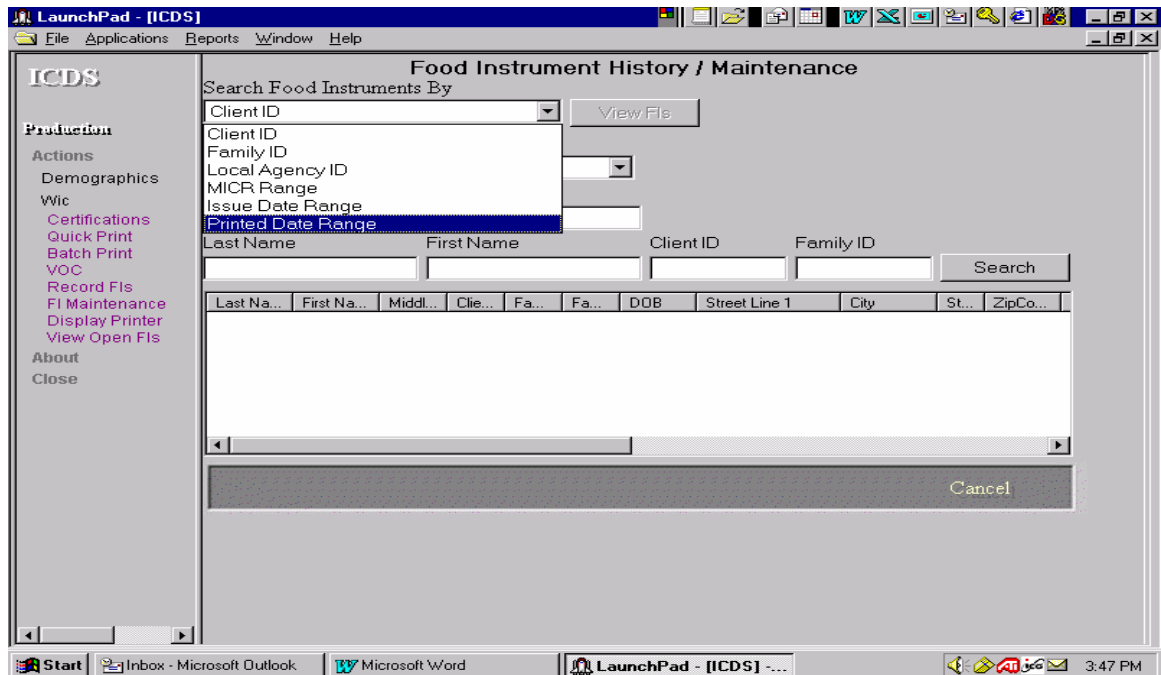 LaunchPad - [ICDS]
File Applications Reports Window Help
ICDS
Production
Actions
Demographics
Wic
Certifications
Quick Print
Batch Print
VOC
Record FIs
FI Maintenance
Display Printer
View Open FIs
About
Close
Food Instrument History / Maintenance
Search Food Instruments By
Client ID
View FIs
Client ID
Family ID
Local Agency ID
MICR Range
Issue Date Range
Printed Date Range
Last Name First Name Client ID Family ID
Search
Last Na... First Na... Middl... Clie... Fa... Fa... DOB Street Line 1 City St... ZipCo...
Cancel
Start Inbox - Microsoft Outlook Microsoft Word LaunchPad - [ICDS] -... 3:47 PM